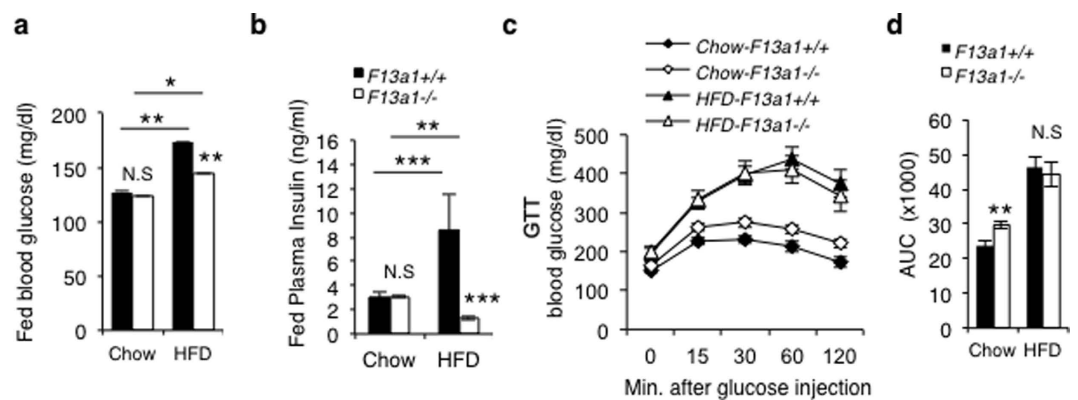 a
Fed blood glucose (mg/dl)
200
150
100
50
0
*
**
N.S
**
Chow HFD
b
F13a1+/+
F13a1-/-
Fed Plasma Insulin (ng/ml)
16
14
12
10
8
6
4
2
0
**
***
N.S
***
Chow HFD
c
Chow-F13a1+/+
Chow-F13a1-/-
HFD-F13a1+/+
HFD-F13a1-/-
GTT
blood glucose (mg/dl)
500
400
300
200
100
0
0 15 30 60 120
Min. after glucose injection
d
F13a1+/+
F13a1-/-
AUC (x1000)
60
50
40
30
20
10
0
N.S
**
Chow HFD